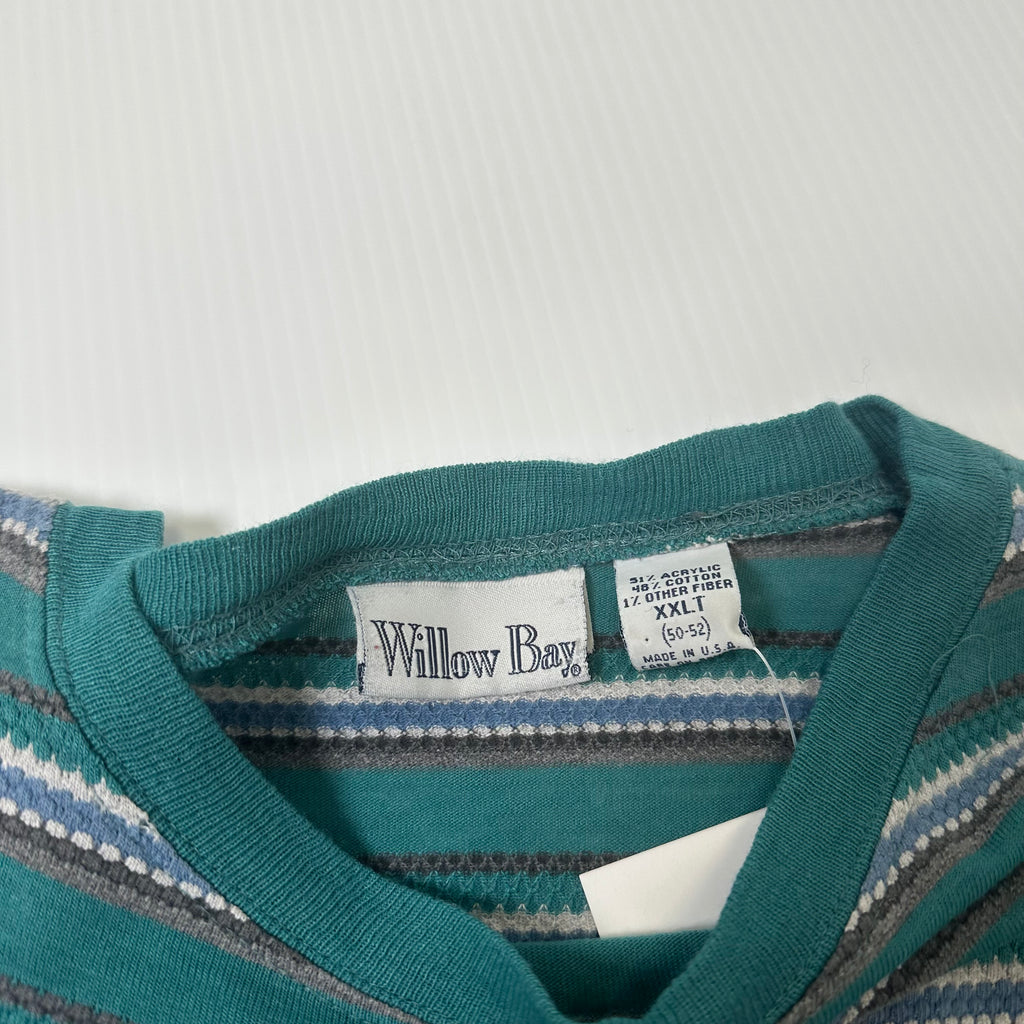 Willow Bay®
51% ACRYLIC
48% COTTON
1% OTHER FIBER
XXLT
(50-52)
MADE IN U.S.A.